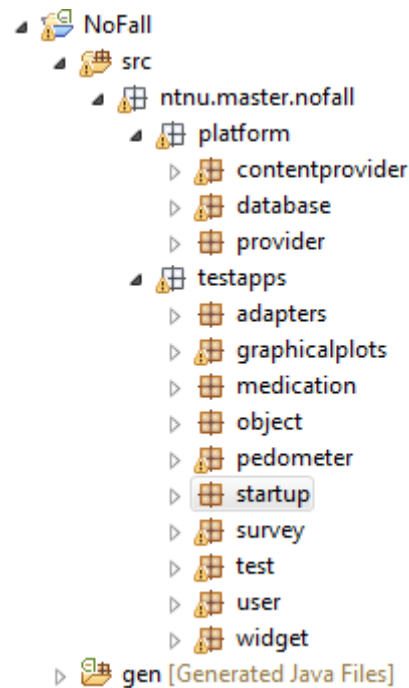 NoFall
src
ntnu.master.nofall
platform
contentprovider
database
provider
testapps
adapters
graphicalplots
medication
object
pedometer
startup
survey
test
user
widget
gen [Generated Java Files]